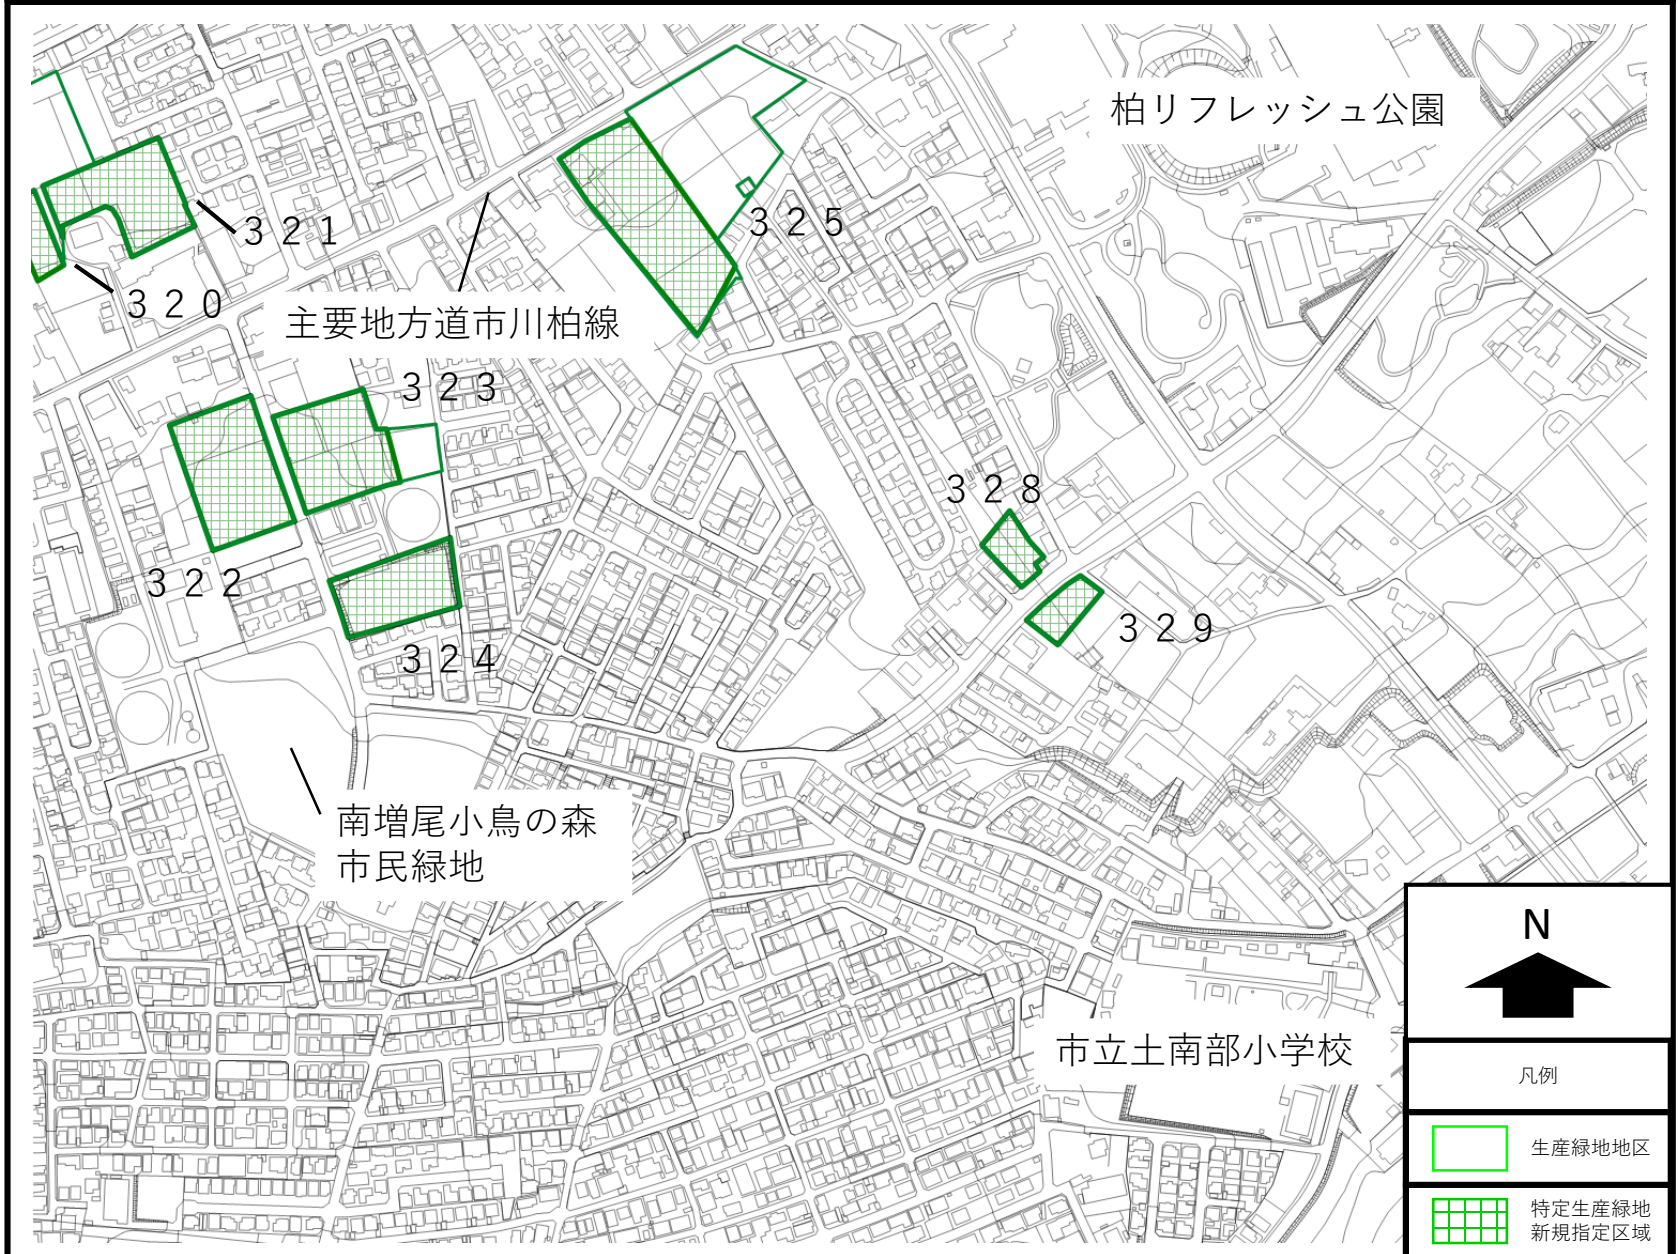 柏リフレッシュ公園
３２１
３２５
３２０
主要地方道市川柏線
３２３
３２８
３２２
３２９
３２４
南増尾小鳥の森
市民緑地
N
市立土南部小学校
凡例
生産緑地地区
特定生産緑地
新規指定区域